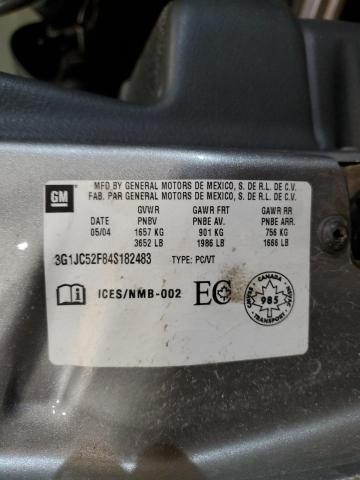 GM
MFD BY GENERAL MOTORS DE MEXICO, S. DE R.L. DE C.V.
FAB. PAR GENERAL MOTORS DE MEXICO, S. DE R.L. DE C.V.
GVWR GAWR FRT GAWR RR
DATE PNBV PNBE AV. PNBE ARR.
05/04 1657 KG 901 KG 756 KG
3652 LB 1986 LB 1666 LB
3G1JC52F84S182483 TYPE: PC/VT
ICES/NMB-002 EC
CANADA
985
TRANSPORT